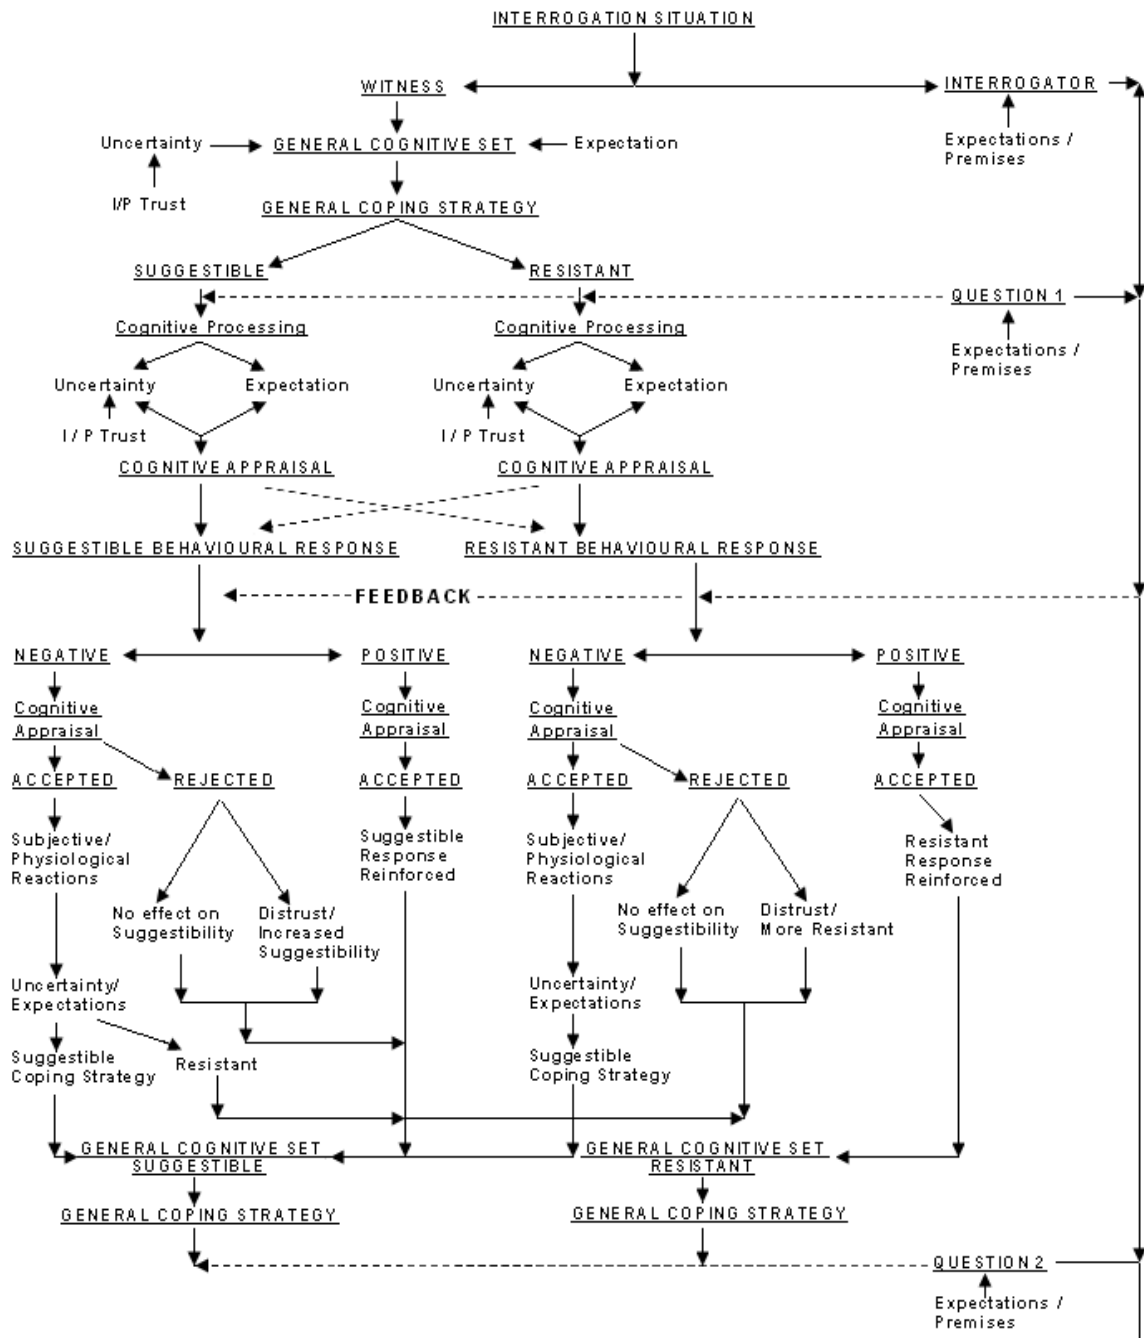 INTERROGATION SITUATION
WITNESS
INTERROGATOR
Uncertainty
GENERAL COGNITIVE SET
Expectation
Expectations /
Premises
I/P Trust
GENERAL COPING STRATEGY
SUGGESTIBLE
RESISTANT
QUESTION 1
Cognitive Processing
Cognitive Processing
Expectations /
Premises
Uncertainty
Expectation
Uncertainty
Expectation
I / P Trust
I / P Trust
COGNITIVE APPRAISAL
COGNITIVE APPRAISAL
SUGGESTIBLE BEHAVIOURAL RESPONSE
RESISTANT BEHAVIOURAL RESPONSE
FEEDBACK
NEGATIVE
POSITIVE
NEGATIVE
POSITIVE
Cognitive
Appraisal
Cognitive
Appraisal
Cognitive
Appraisal
Cognitive
Appraisal
ACCEPTED
REJECTED
ACCEPTED
ACCEPTED
REJECTED
ACCEPTED
Subjective/
Physiological
Reactions
Suggestible
Response
Reinforced
Subjective/
Physiological
Reactions
Resistant
Response
Reinforced
No effect on
Suggestibility
Distrust/
Increased
Suggestibility
No effect on
Suggestibility
Distrust/
More Resistant
Uncertainty/
Expectations
Uncertainty/
Expectations
Suggestible
Coping Strategy
Resistant
Suggestible
Coping Strategy
GENERAL COGNITIVE SET
SUGGESTIBLE
GENERAL COGNITIVE SET
RESISTANT
GENERAL COPING STRATEGY
GENERAL COPING STRATEGY
QUESTION 2
Expectations /
Premises